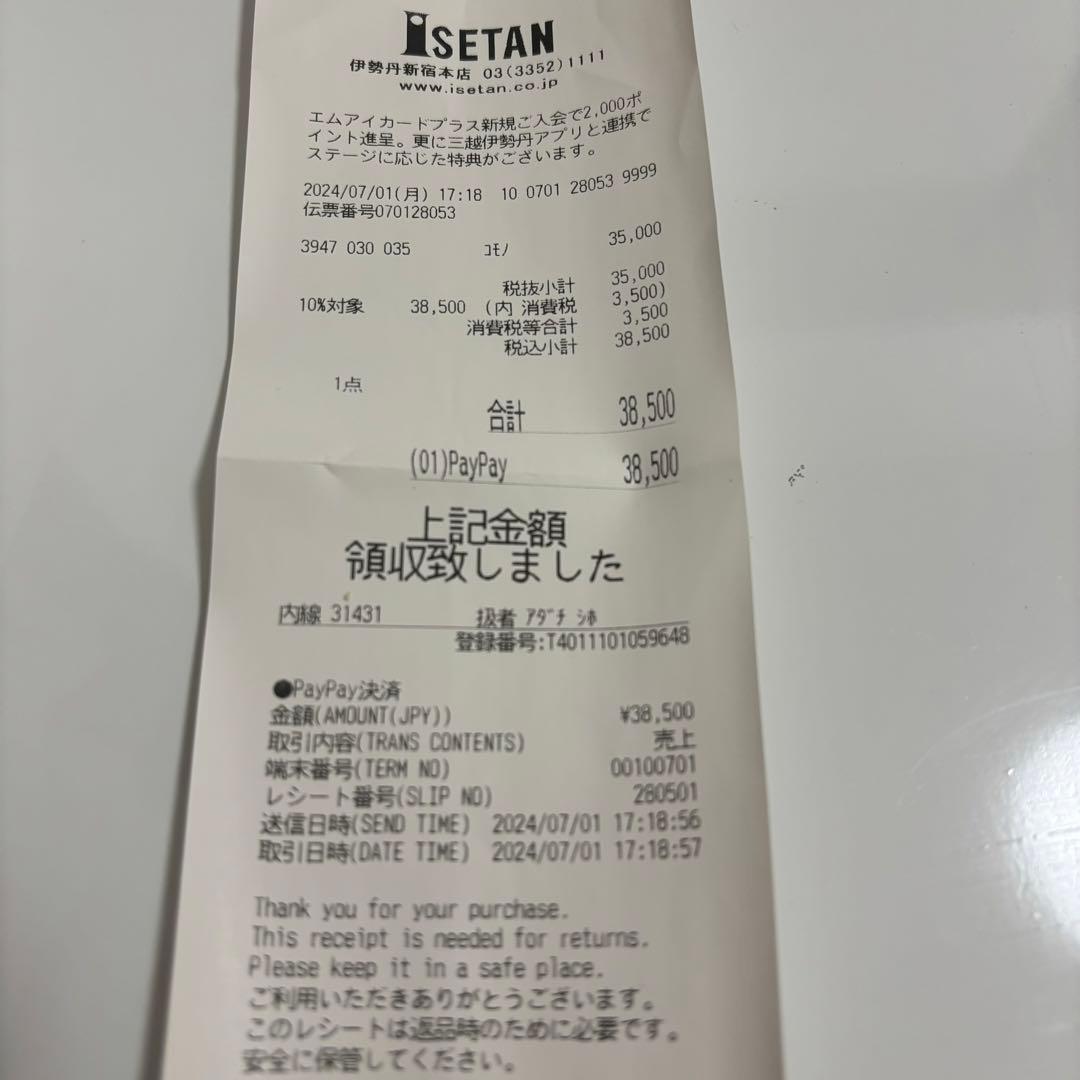 ISETAN
伊勢丹新宿本店 03(3352)1111
www.isetan.co.jp
エムアイカードプラス新規ご入会で2,000ポ
イント進呈。更に三越伊勢丹アプリと連携で
ステージに応じた特典がございます。
2024/07/01(月) 17:18 10 0701 28053 9999
伝票番号070128053
3947 030 035 ｺﾓﾉ 35,000
税抜小計 35,000
10%対象 38,500 (内 消費税 3,500)
消費税等合計 3,500
税込小計 38,500
1点
合計 38,500
(01)PayPay 38,500
上記金額
領収致しました
内線 31431 扱者 ｱﾀﾞﾁ ｼﾎ
登録番号:T4011101059648
●PayPay決済
金額(AMOUNT(JPY)) ¥38,500
取引内容(TRANS CONTENTS) 売上
端末番号(TERM NO) 00100701
レシート番号(SLIP NO) 280501
送信日時(SEND TIME) 2024/07/01 17:18:56
取引日時(DATE TIME) 2024/07/01 17:18:57
Thank you for your purchase.
This receipt is needed for returns.
Please keep it in a safe place.
ご利用いただきありがとうございます。
このレシートは返品時のために必要です。
安全に保管してください。